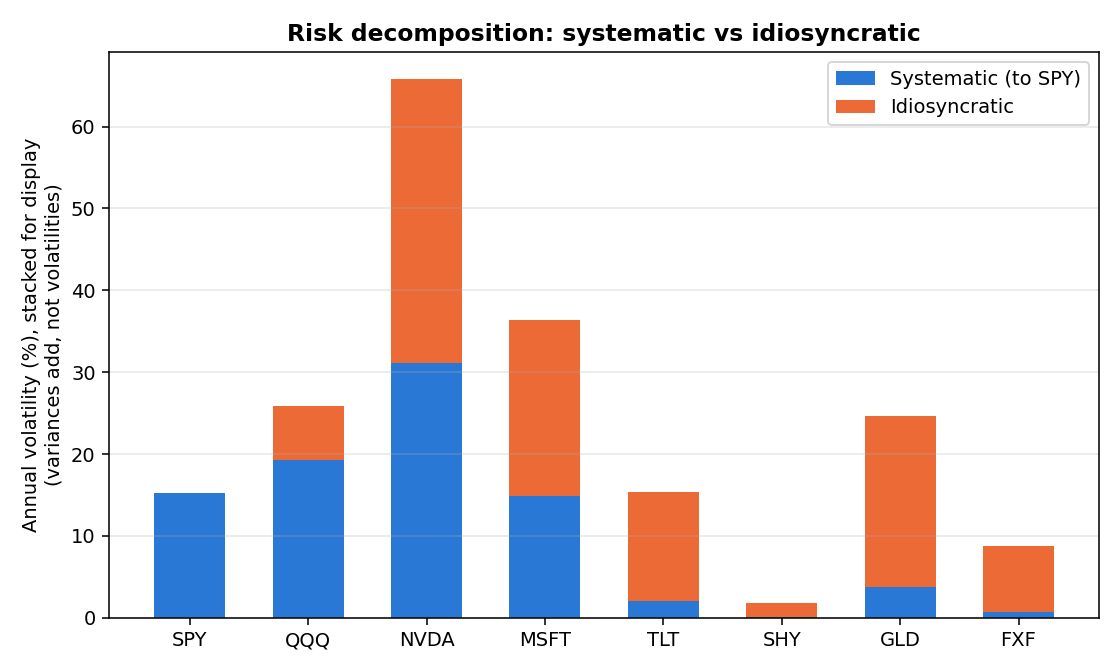 Risk decomposition: systematic vs idiosyncratic
Systematic (to SPY)
Idiosyncratic
Annual volatility (%), stacked for display
(variances add, not volatilities)
60
50
40
30
20
10
0
SPY QQQ NVDA MSFT TLT SHY GLD FXF